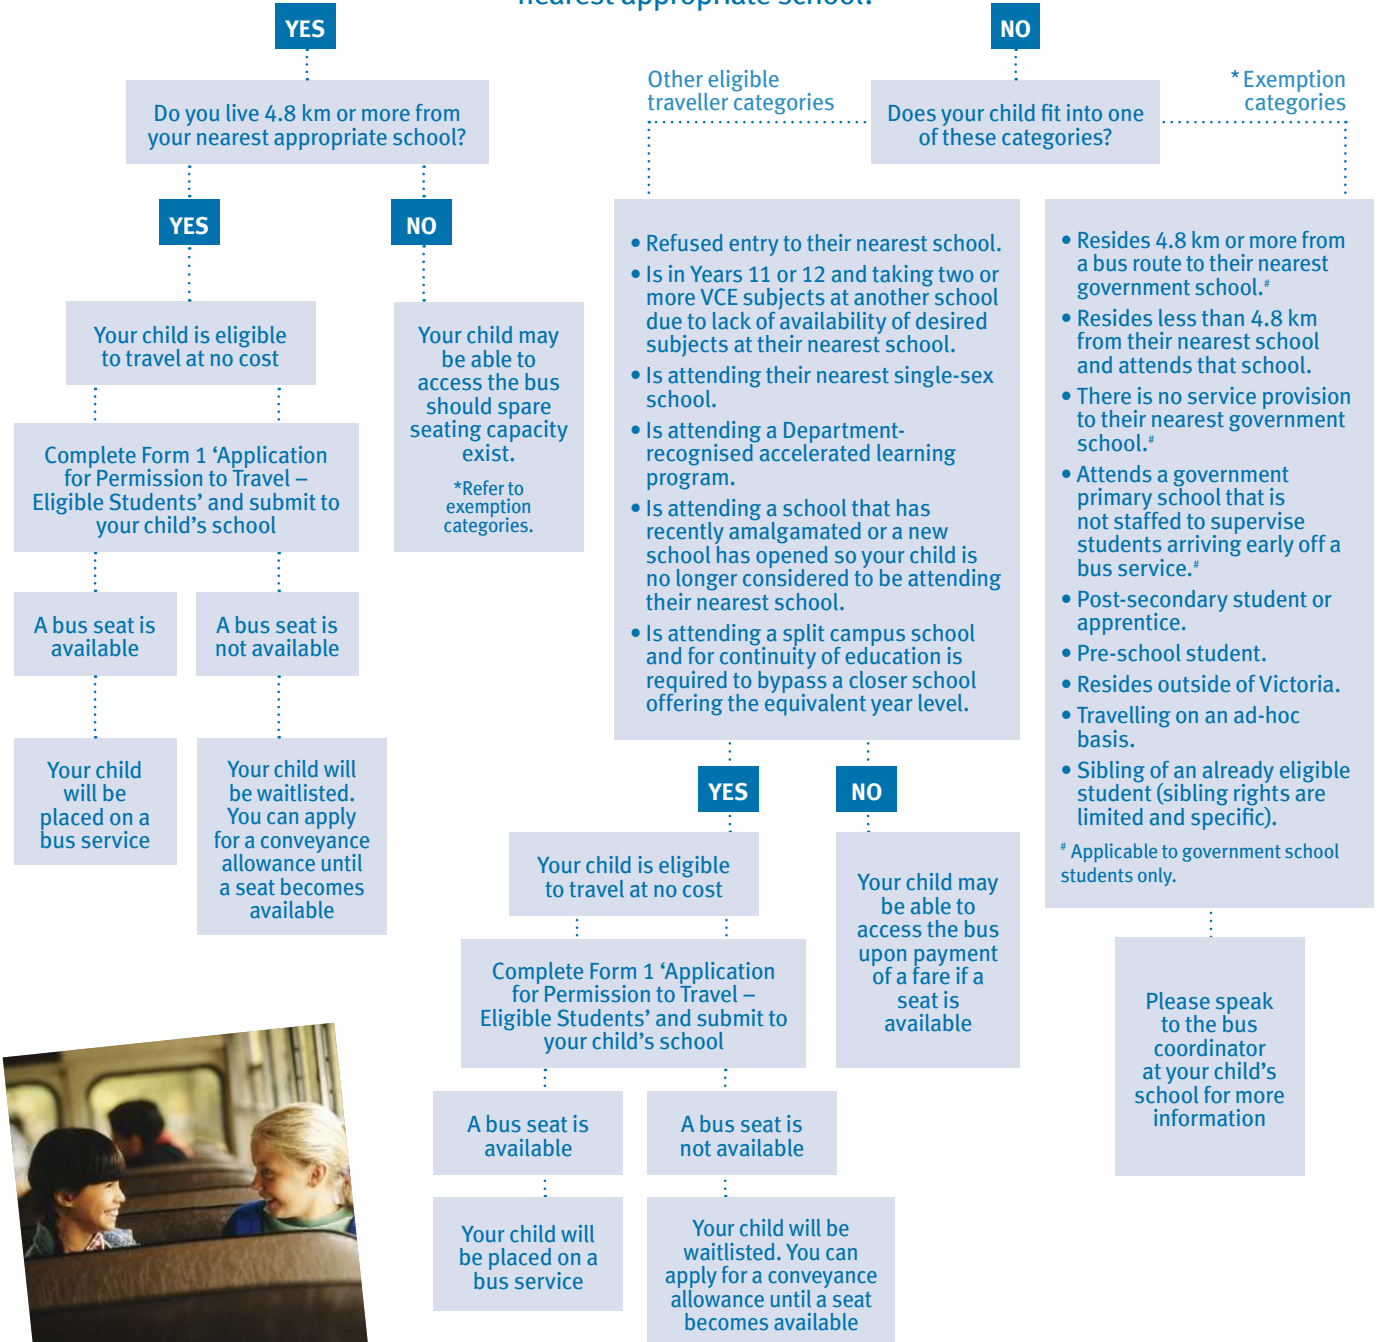 nearest appropriate school?
YES
Do you live 4.8 km or more from
your nearest appropriate school?
YES
Your child is eligible
to travel at no cost
Complete Form 1 ‘Application
for Permission to Travel –
Eligible Students’ and submit to
your child’s school
A bus seat is
available
Your child
will be
placed on a
bus service
A bus seat is
not available
Your child will
be waitlisted.
You can apply
for a conveyance
allowance until
a seat becomes
available
NO
Your child may
be able to
access the bus
should spare
seating capacity
exist.
*Refer to
exemption
categories.
NO
Does your child fit into one
of these categories?
Other eligible
traveller categories
• Refused entry to their nearest school.
• Is in Years 11 or 12 and taking two or
more VCE subjects at another school
due to lack of availability of desired
subjects at their nearest school.
• Is attending their nearest single-sex
school.
• Is attending a Department-
recognised accelerated learning
program.
• Is attending a school that has
recently amalgamated or a new
school has opened so your child is
no longer considered to be attending
their nearest school.
• Is attending a split campus school
and for continuity of education is
required to bypass a closer school
offering the equivalent year level.
YES
Your child is eligible
to travel at no cost
Complete Form 1 ‘Application
for Permission to Travel –
Eligible Students’ and submit to
your child’s school
A bus seat is
available
Your child will
be placed on a
bus service
A bus seat is
not available
Your child will be
waitlisted. You can
apply for a conveyance
allowance until a seat
becomes available
NO
Your child may
be able to
access the bus
upon payment
of a fare if a
seat is
available
* Exemption
categories
• Resides 4.8 km or more from
a bus route to their nearest
government school.#
• Resides less than 4.8 km
from their nearest school
and attends that school.
• There is no service provision
to their nearest government
school.#
• Attends a government
primary school that is
not staffed to supervise
students arriving early off a
bus service.#
• Post-secondary student or
apprentice.
• Pre-school student.
• Resides outside of Victoria.
• Travelling on an ad-hoc
basis.
• Sibling of an already eligible
student (sibling rights are
limited and specific).
# Applicable to government school
students only.
Please speak
to the bus
coordinator
at your child’s
school for more
information